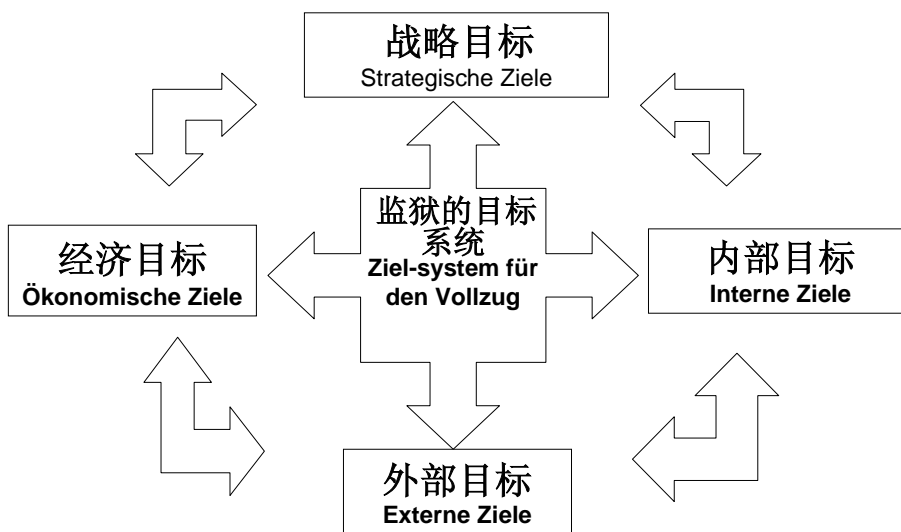 战略目标
Strategische Ziele
监狱的目标
系统
Ziel-system für
den Vollzug
经济目标
Ökonomische Ziele
内部目标
Interne Ziele
外部目标
Externe Ziele